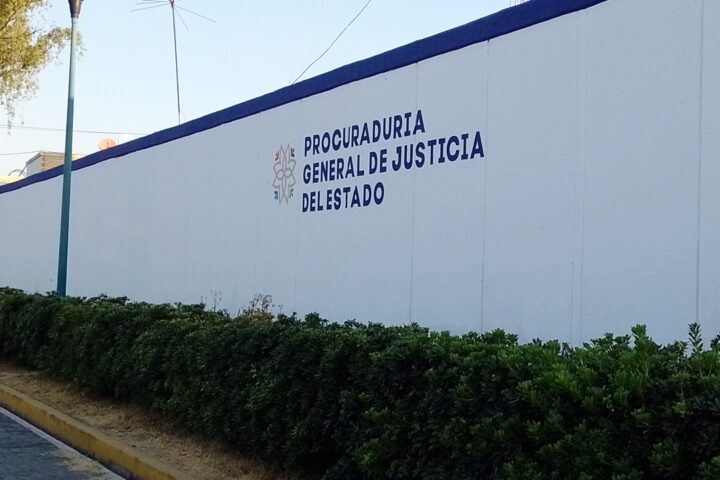 PROCURADURIA
GENERAL DE JUSTICIA
DEL ESTADO